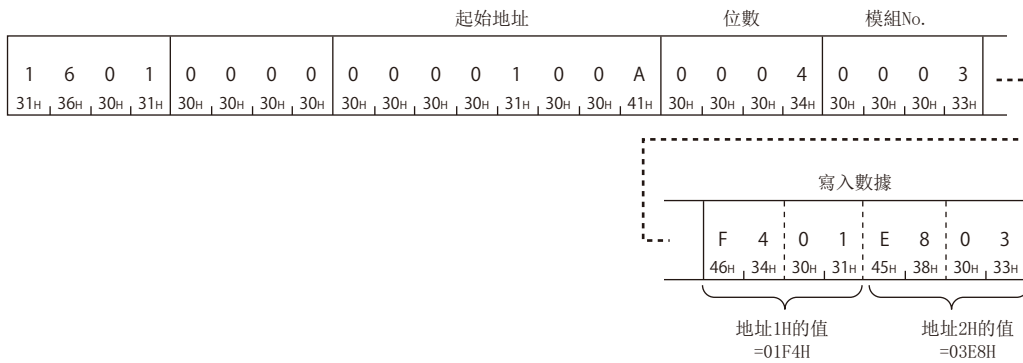 起始地址 位數 模組No.
1 6 0 1 0 0 0 0 0 0 0 0 1 0 0 A 0 0 0 4 0 0 0 3
31H 36H 30H 31H 30H 30H 30H 30H 30H 30H 30H 30H 31H 30H 30H 41H 30H 30H 30H 34H 30H 30H 30H 33H
寫入數據
F 4 0 1 E 8 0 3
46H 34H 30H 31H 45H 38H 30H 33H
地址1H的值 地址2H的值
=01F4H =03E8H